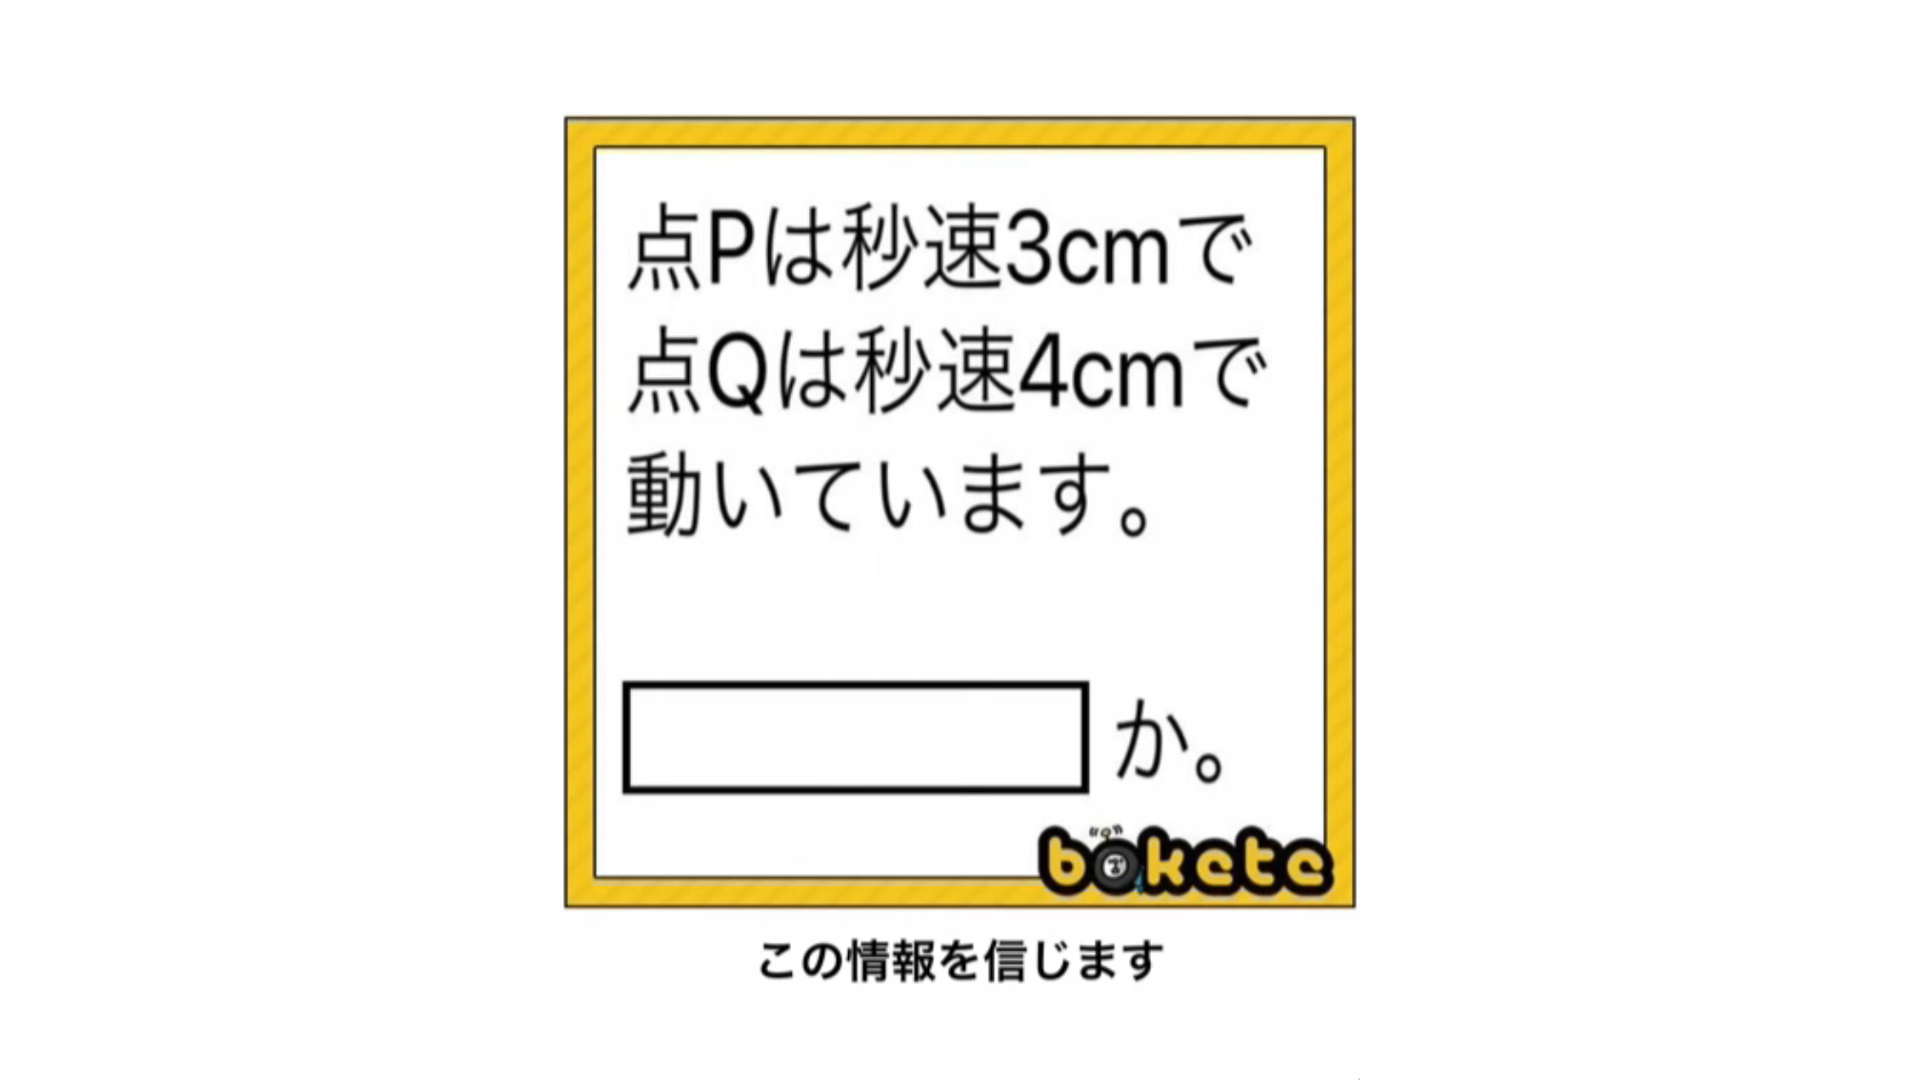 点Pは秒速3cmで
点Qは秒速4cmで
動いています。
か。
bokete
この情報を信じます